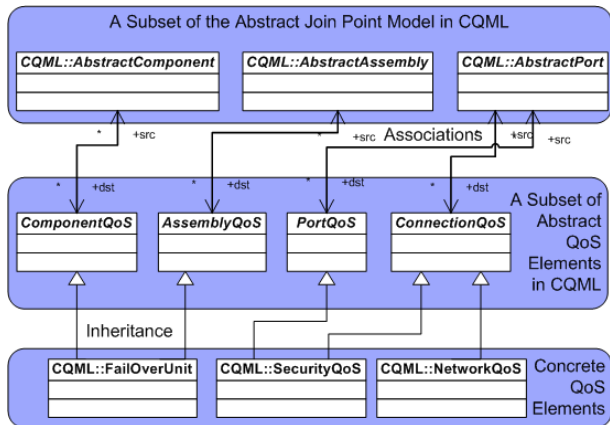 A Subset of the Abstract Join Point Model in CQML
CQML::AbstractComponent
CQML::AbstractAssembly
CQML::AbstractPort
* +src
* +src
Associations
* +src
+src
* +dst
* +dst
* +dst
* +dst
ComponentQoS
AssemblyQoS
PortQoS
ConnectionQoS
A Subset of
Abstract
QoS
Elements
in CQML
Inheritance
CQML::FailOverUnit
CQML::SecurityQoS
CQML::NetworkQoS
Concrete
QoS
Elements